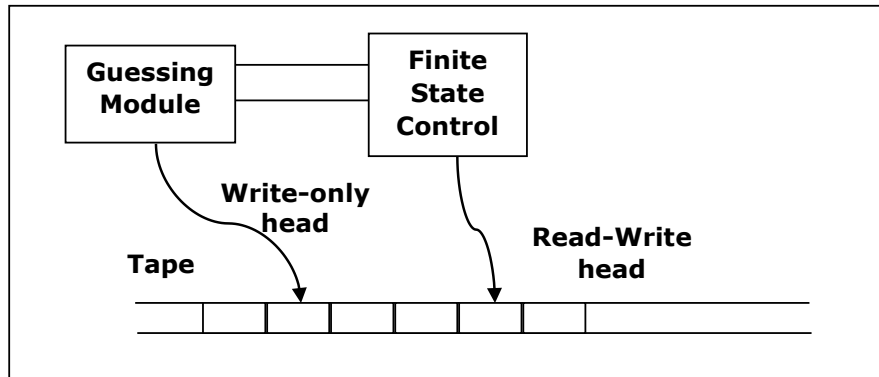 Guessing
Module
Finite
State
Control
Write-only
head
Read-Write
head
Tape